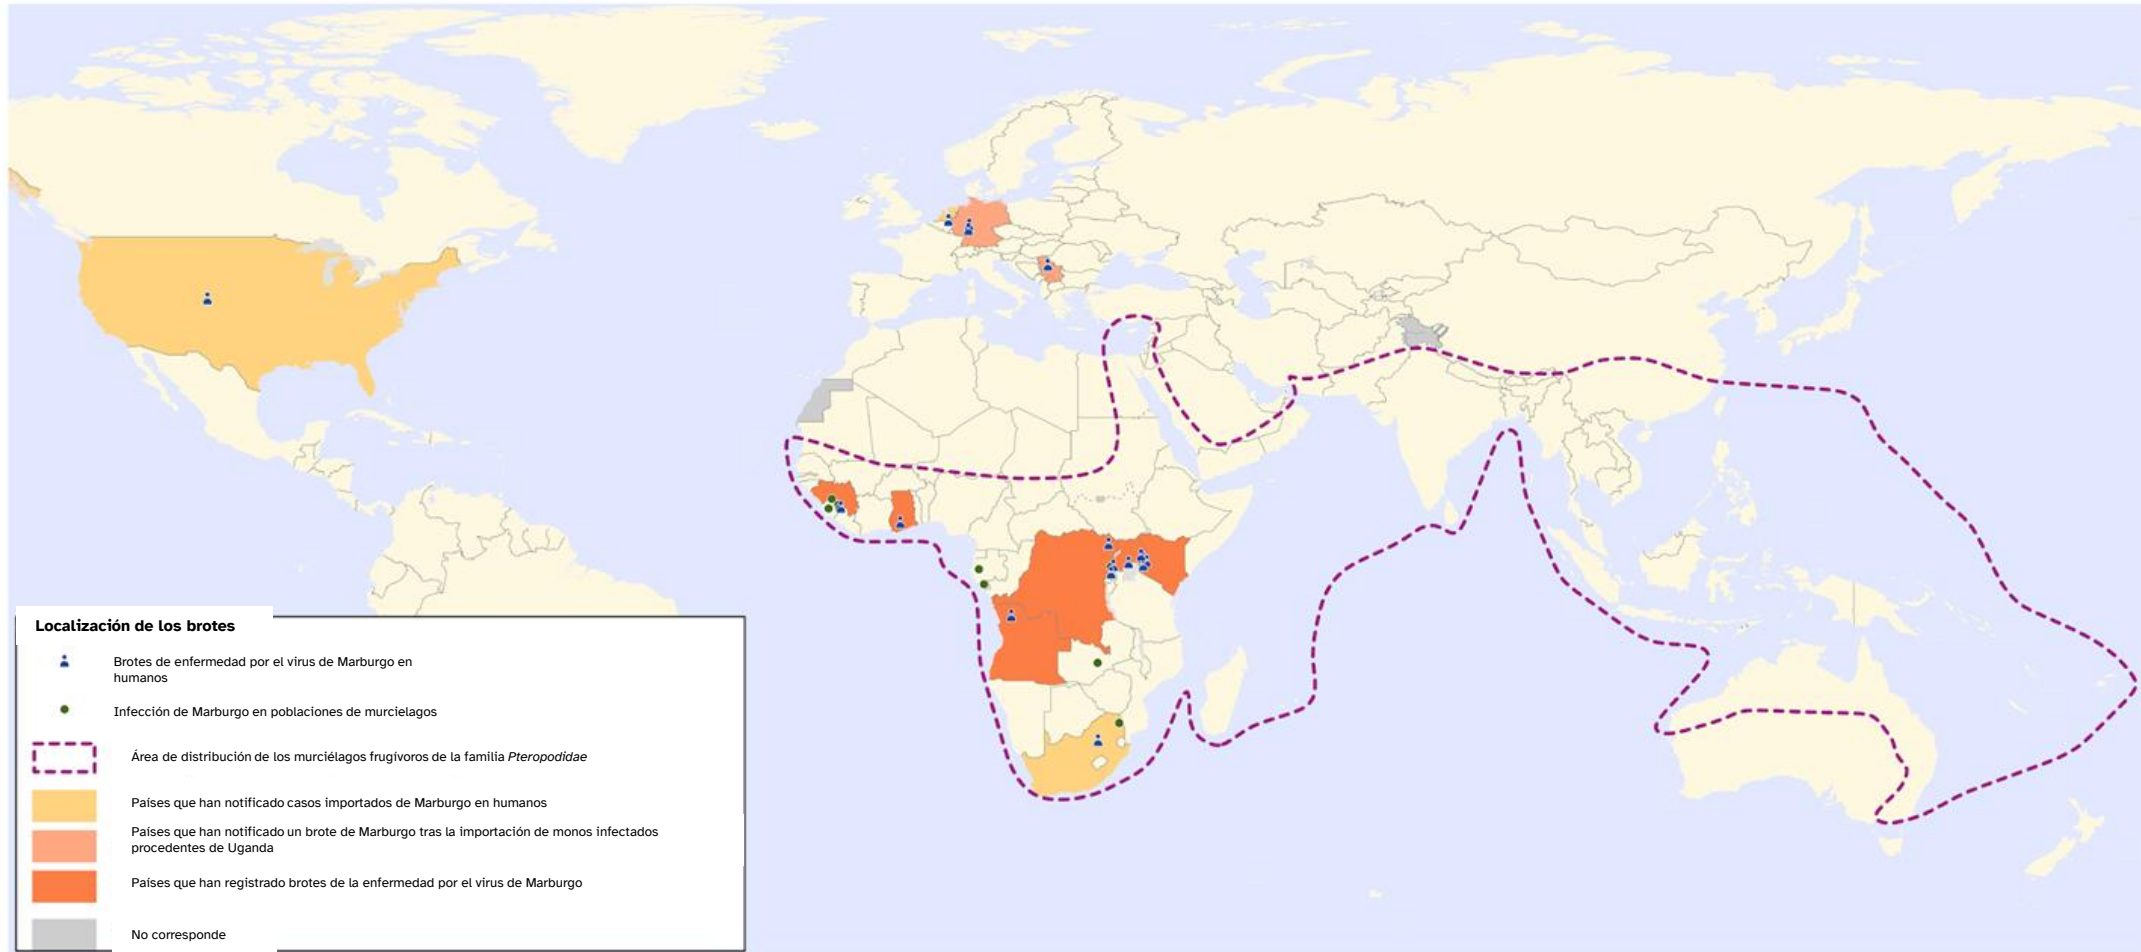 Localización de los brotes
Brotes de enfermedad por el virus de Marburgo en
humanos
Infección de Marburgo en poblaciones de murcielagos
Área de distribución de los murciélagos frugívoros de la familia Pteropodidae
Países que han notificado casos importados de Marburgo en humanos
Países que han notificado un brote de Marburgo tras la importación de monos infectados
procedentes de Uganda
Países que han registrado brotes de la enfermedad por el virus de Marburgo
No corresponde